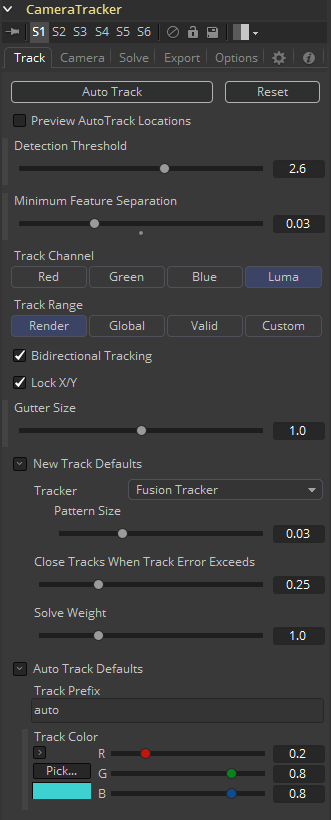 CameraTracker
S1 S2 S3 S4 S5 S6
Track Camera Solve Export Options
Auto Track Reset
Preview AutoTrack Locations
Detection Threshold
2.6
Minimum Feature Separation
0.03
Track Channel
Red Green Blue Luma
Track Range
Render Global Valid Custom
Bidirectional Tracking
Lock X/Y
Gutter Size
1.0
New Track Defaults
Tracker Fusion Tracker
Pattern Size
0.03
Close Tracks When Track Error Exceeds
0.25
Solve Weight
1.0
Auto Track Defaults
Track Prefix
auto
Track Color
R 0.2
Pick... G 0.8
B 0.8